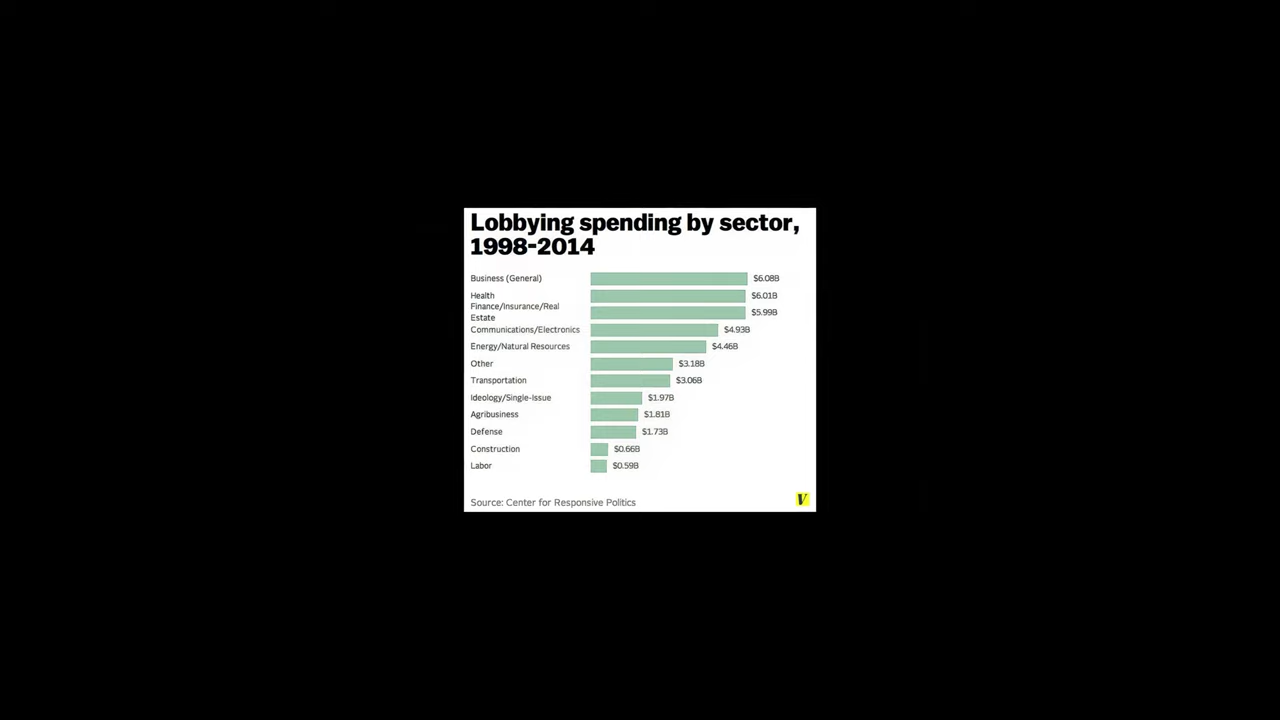 Lobbying spending by sector,
1998-2014
Business (General) $6.08B
Health $6.01B
Finance/Insurance/Real
Estate $5.99B
Communications/Electronics $4.93B
Energy/Natural Resources $4.46B
Other $3.18B
Transportation $3.06B
Ideology/Single-Issue $1.97B
Agribusiness $1.81B
Defense $1.73B
Construction $0.66B
Labor $0.59B
Source: Center for Responsive Politics
V